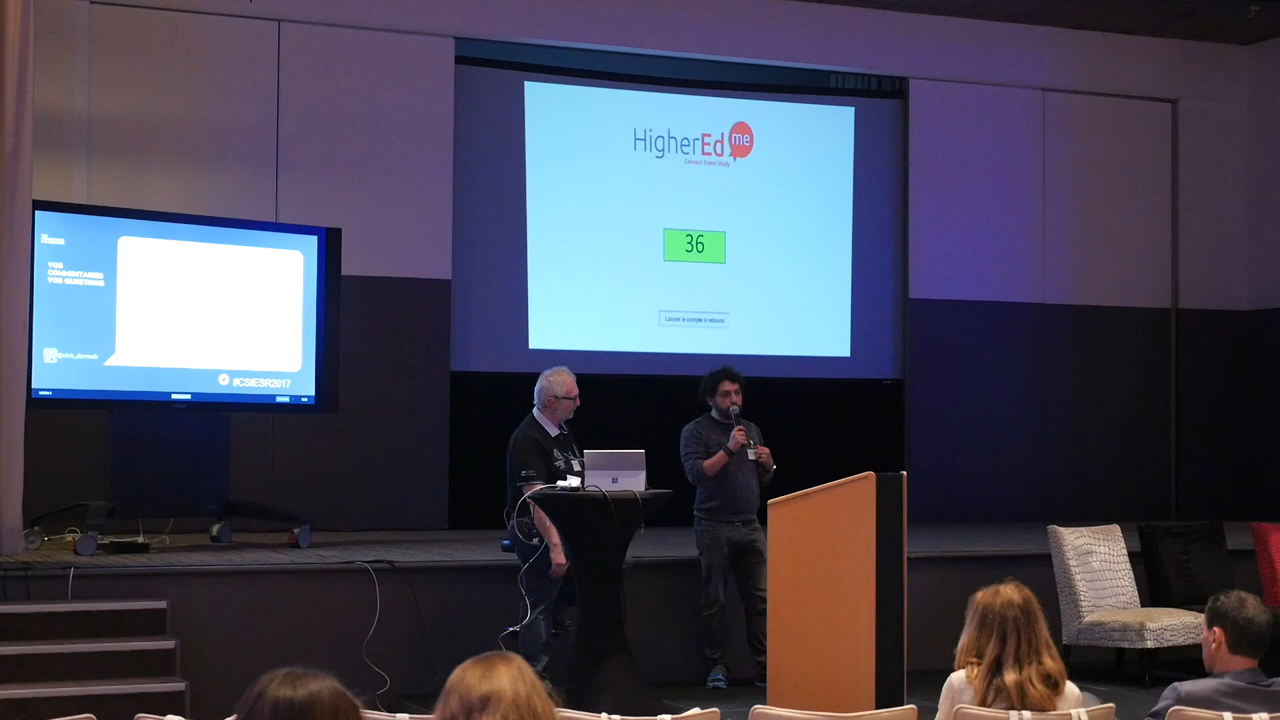 VOS
COMMENTAIRES
VOS QUESTIONS
#CSIESR2017
HigherEd me
Connect Travel Study
36
Lancer le compte à rebours